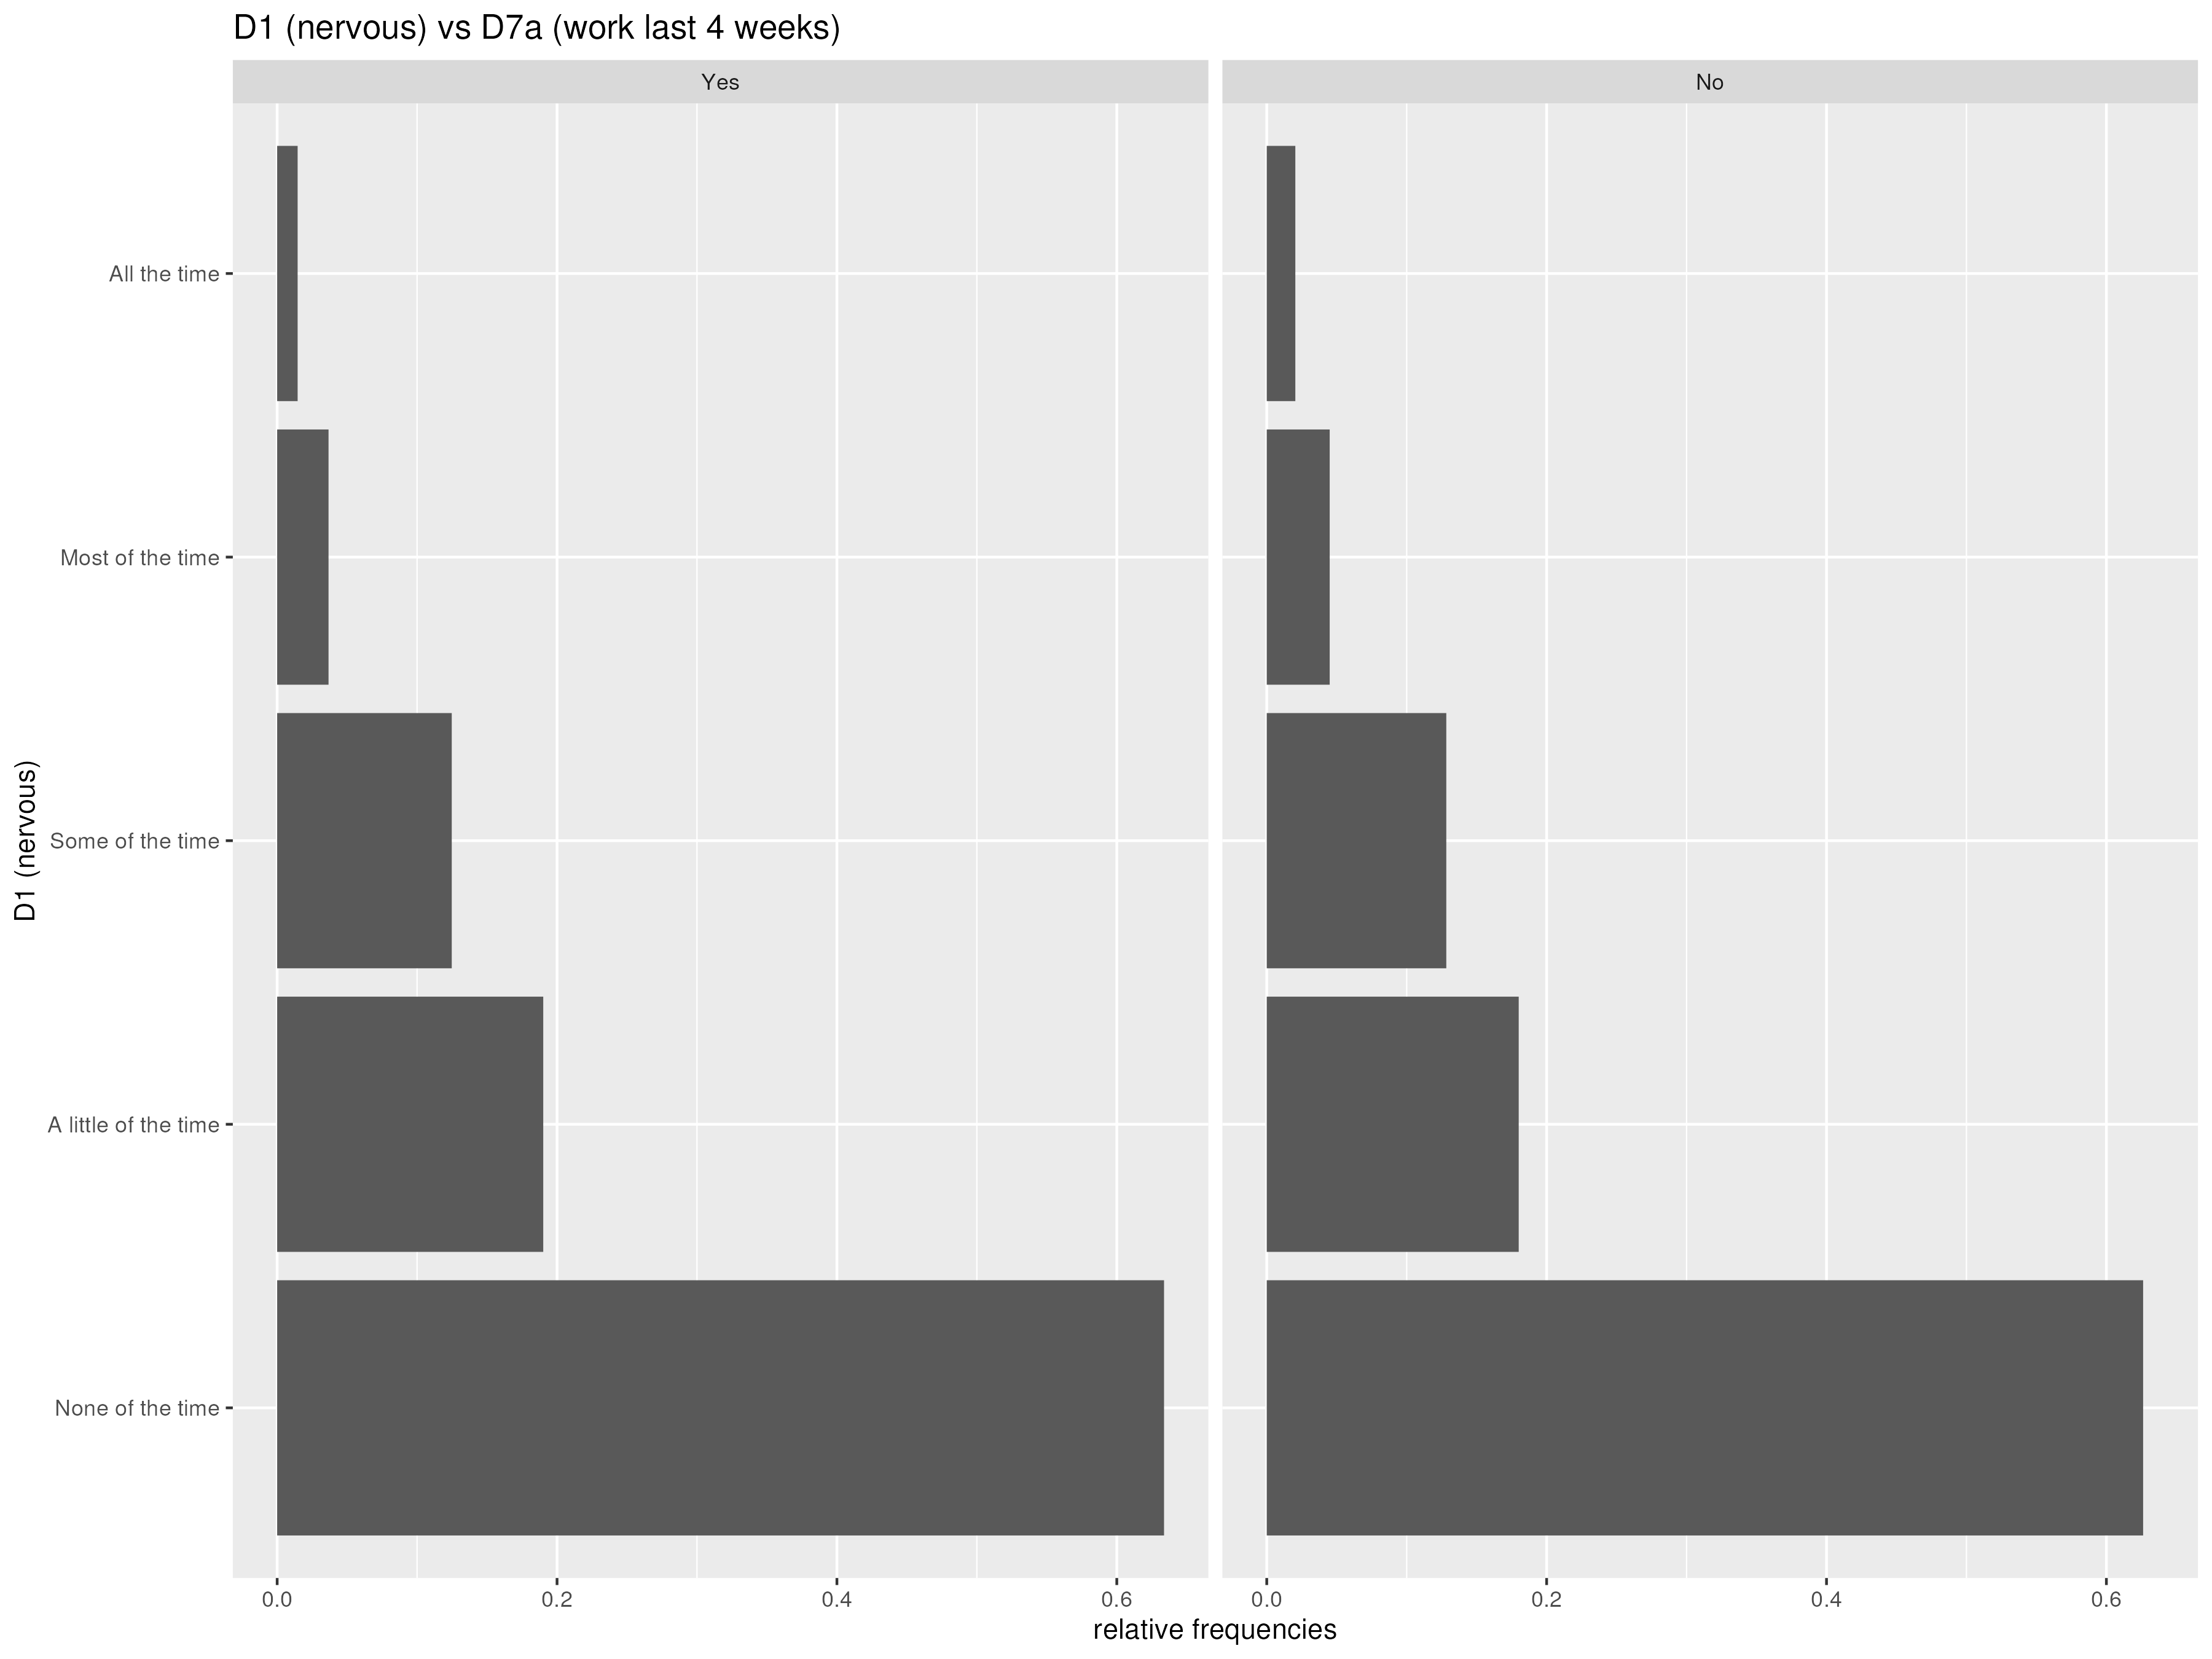 D1 (nervous) vs D7a (work last 4 weeks)
Yes
No
All the time
Most of the time
Some of the time
A little of the time
None of the time
D1 (nervous)
0.0
0.2
0.4
0.6
0.0
0.2
0.4
0.6
relative frequencies